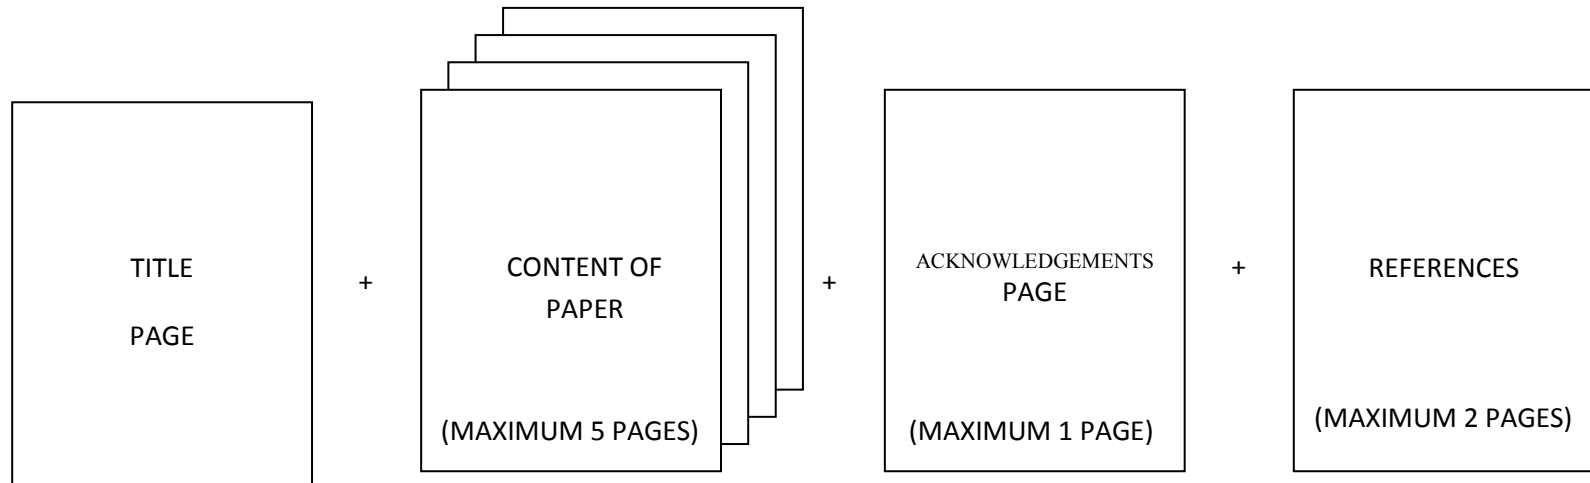 TITLE
PAGE
+
CONTENT OF
PAPER
(MAXIMUM 5 PAGES)
+
ACKNOWLEDGEMENTS
PAGE
(MAXIMUM 1 PAGE)
+
REFERENCES
(MAXIMUM 2 PAGES)